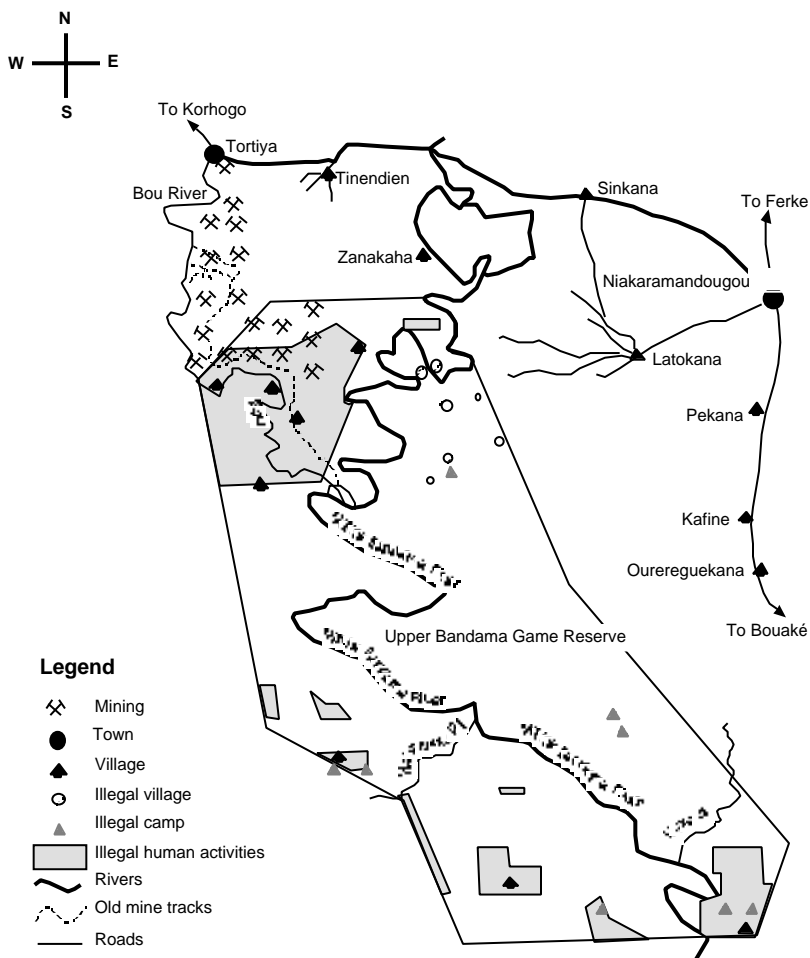 N
W E
S
To Korhogo
Tortiya
Bou River
Tinendien
Sinkana
To Ferke
Zanakaha
Niakaramandougou
Latokana
Pekana
Kafine
Ourereguekana
To Bouaké
Upper Bandama Game Reserve
River
Legend
Mining
Town
Village
Illegal village
Illegal camp
Illegal human activities
Rivers
Old mine tracks
Roads